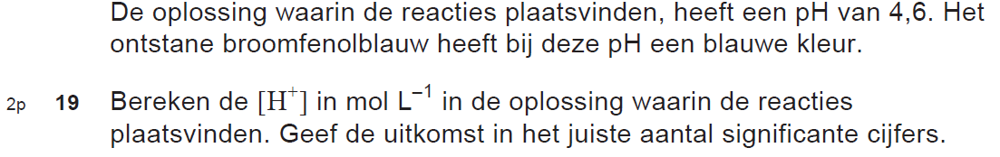 De oplossing waarin de reacties plaatsvinden, heeft een pH van 4,6. Het
ontstane broomfenolblauw heeft bij deze pH een blauwe kleur.
2p 19 Bereken de [H⁺] in mol L⁻¹ in de oplossing waarin de reacties
plaatsvinden. Geef de uitkomst in het juiste aantal significante cijfers.